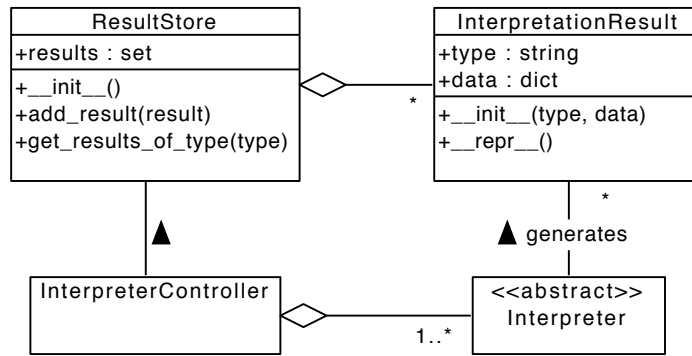 ResultStore
+results : set
+__init__()
+add_result(result)
+get_results_of_type(type)
*
InterpretationResult
+type : string
+data : dict
+__init__(type, data)
+__repr__()
*
generates
InterpreterController
1..*
<<abstract>>
Interpreter